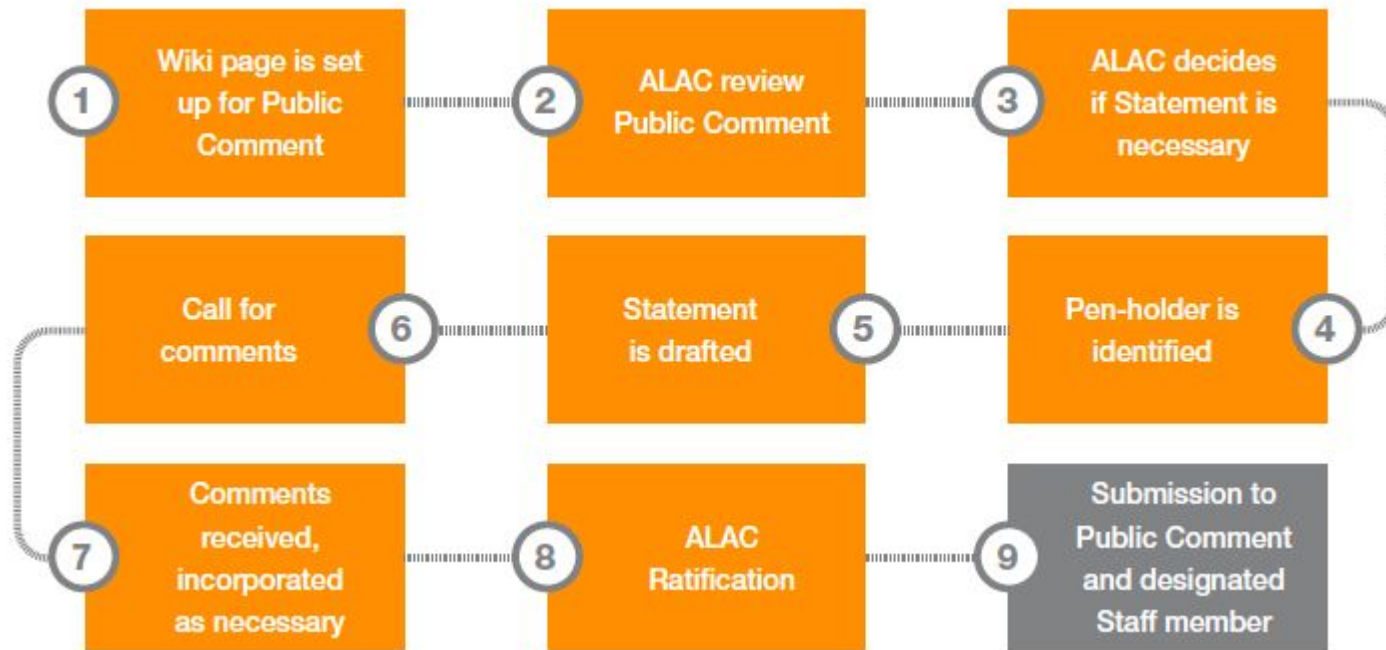 1
Wiki page is set
up for Public
Comment
2
ALAC review
Public Comment
3
ALAC decides
if Statement is
necessary
4
Pen-holder is
identified
5
Statement
is drafted
6
Call for
comments
7
Comments
received,
incorporated
as necessary
8
ALAC
Ratification
9
Submission to
Public Comment
and designated
Staff member